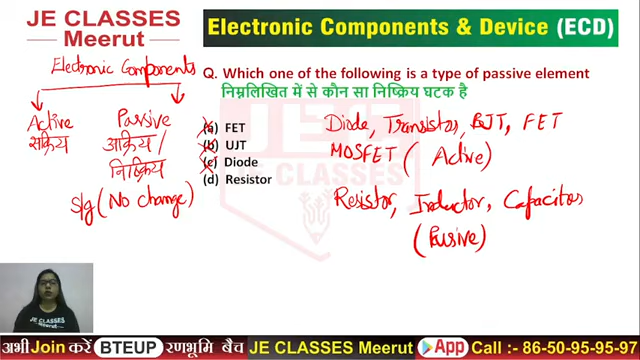 JE CLASSES
Meerut
Electronic Components & Device (ECD)
Electronic Components
Active
सक्रिय
Passive
अक्रिय /
निष्क्रिय
S/g (No change)
Q. Which one of the following is a type of passive element
निम्नलिखित में से कौन सा निष्क्रिय घटक है
(a) FET
(b) UJT
(c) Diode
(d) Resistor
Diode, Transistor, BJT, FET
MOSFET (Active)
Resistor, Inductor, Capacitor
(Passive)
JE CLASSES
अभी Join करें BTEUP रणभूमि बैच JE CLASSES Meerut App Call :- 86-50-95-95-97